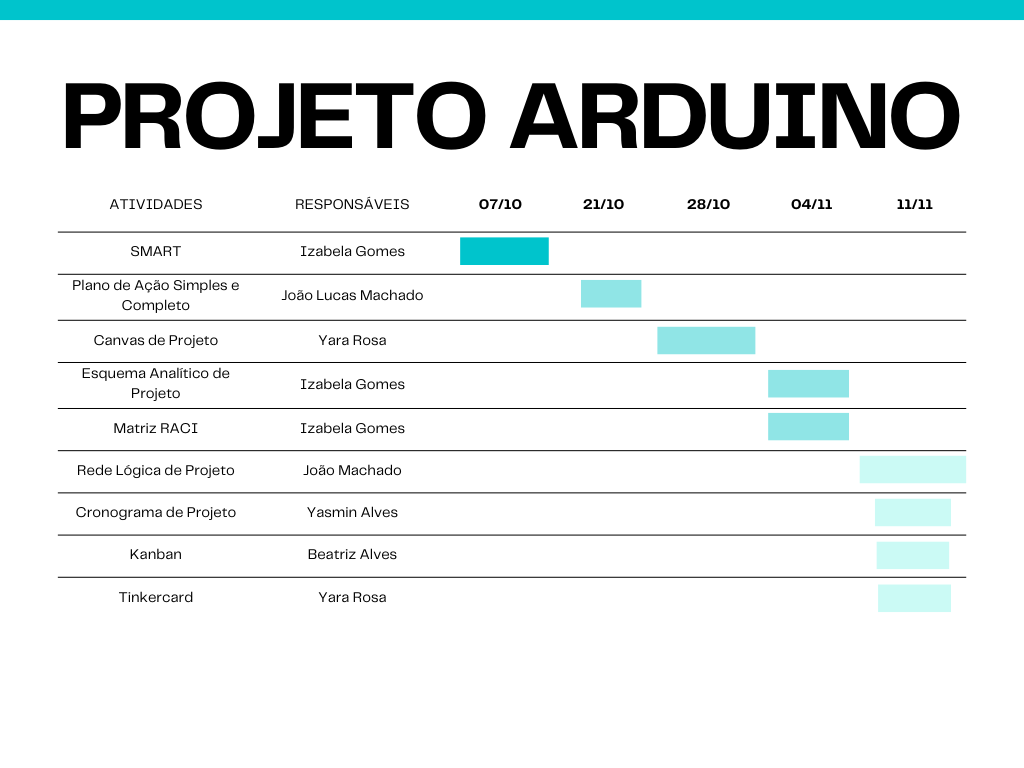 PROJETO ARDUINO
ATIVIDADES RESPONSÁVEIS 07/10 21/10 28/10 04/11 11/11
SMART Izabela Gomes
Plano de Ação Simples e
Completo
João Lucas Machado
Canvas de Projeto Yara Rosa
Esquema Analítico de
Projeto
Izabela Gomes
Matriz RACI Izabela Gomes
Rede Lógica de Projeto João Machado
Cronograma de Projeto Yasmin Alves
Kanban Beatriz Alves
Tinkercard Yara Rosa